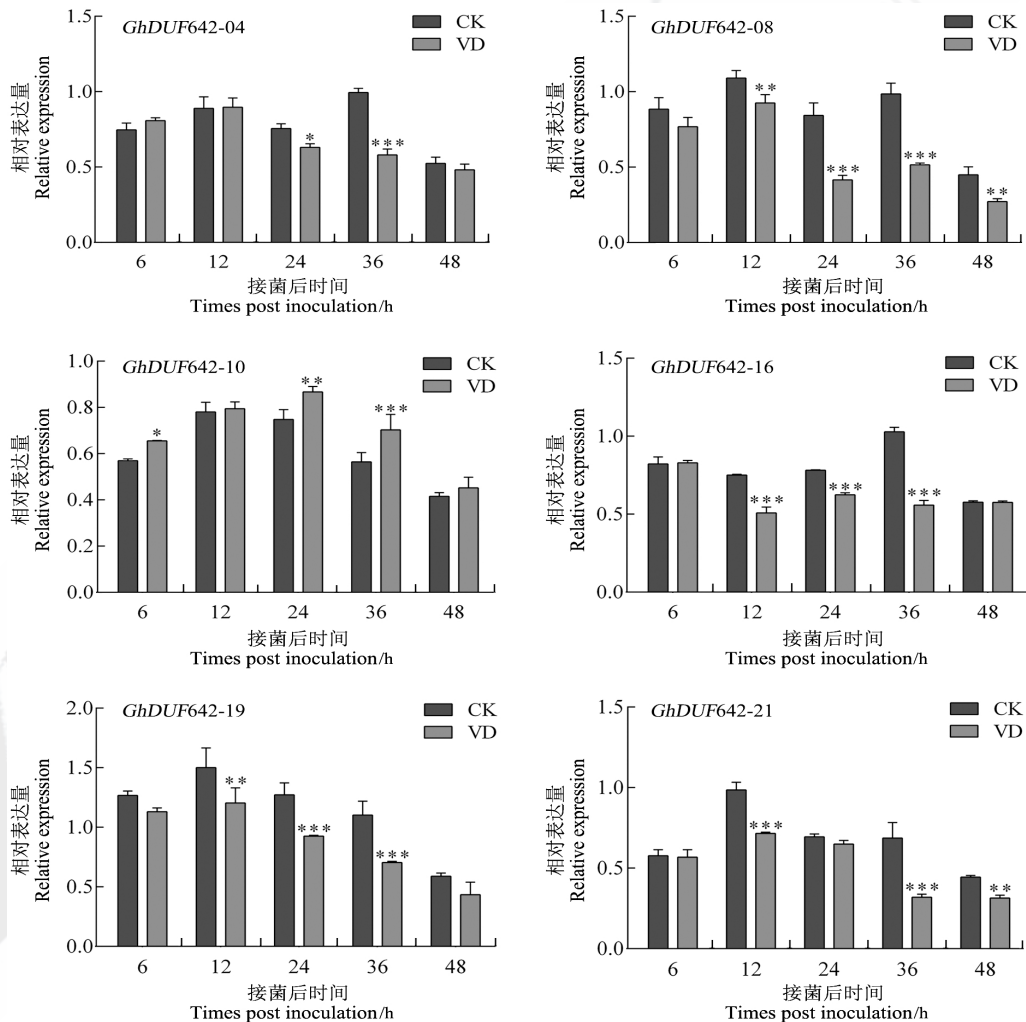 GhDUF642-04
CK
VD
相对表达量
Relative expression
1.5
1.0
0.5
0.0
*
***
6 12 24 36 48
接菌后时间
Times post inoculation/h
GhDUF642-08
CK
VD
相对表达量
Relative expression
1.5
1.0
0.5
0.0
**
***
***
**
6 12 24 36 48
接菌后时间
Times post inoculation/h
GhDUF642-10
CK
VD
相对表达量
Relative expression
1.0
0.8
0.6
0.4
0.2
0.0
*
**
***
6 12 24 36 48
接菌后时间
Times post inoculation/h
GhDUF642-16
CK
VD
相对表达量
Relative expression
1.5
1.0
0.5
0.0
***
***
***
6 12 24 36 48
接菌后时间
Times post inoculation/h
GhDUF642-19
CK
VD
相对表达量
Relative expression
2.0
1.5
1.0
0.5
0.0
**
***
***
6 12 24 36 48
接菌后时间
Times post inoculation/h
GhDUF642-21
CK
VD
相对表达量
Relative expression
1.5
1.0
0.5
0.0
***
***
**
6 12 24 36 48
接菌后时间
Times post inoculation/h